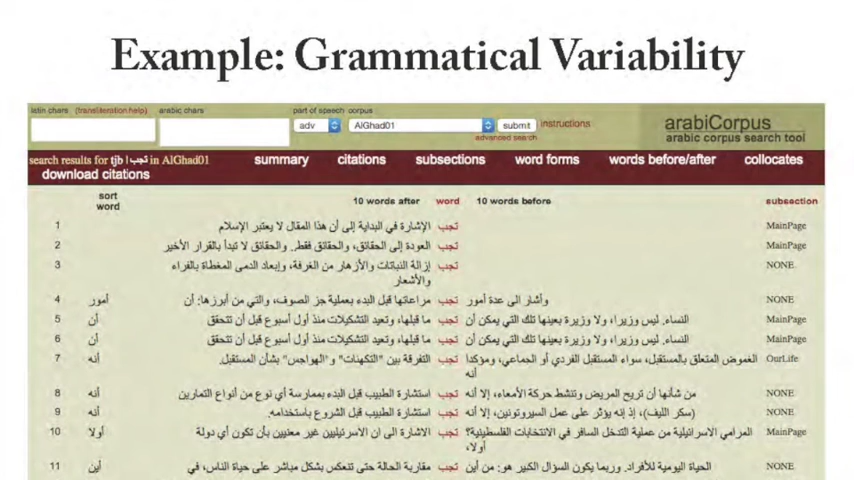 Example: Grammatical Variability
latin chars (transliteration help) arabic chars part of speech corpus
adv AlGhad01 submit instructions
advanced search
arabiCorpus
arabic corpus search tool
search results for tjb | تجب in AlGhad01 summary citations subsections word forms words before/after collocates
download citations
sort word 10 words after word 10 words before subsection
1 تجب الإشارة في البداية إلى أن هذا المقال لا يعتبر الإسلام MainPage
2 تجب العودة إلى الحقائق، والحقائق فقط. والحقائق لا تبدأ بالقرار الأخير MainPage
3 تجب إزالة النباتات والأزهار من الغرفة، وإبعاد الدمى المغطاة بالفراء NONE
والأشعار
4 أمور وأشار الى عدة أمور تجب مراعاتها قبل البدء بعملية جز الصوف، والتي من أبرزها: أن NONE
5 أن النساء. ليس وزيرا، ولا وزيرة بعينها تلك التي يمكن أن تجب ما قبلها، وتعيد التشكيلات منذ أول أسبوع قبل أن تتحقق MainPage
6 أن النساء. ليس وزيرا، ولا وزيرة بعينها تلك التي يمكن أن تجب ما قبلها، وتعيد التشكيلات منذ أول أسبوع قبل أن تتحقق MainPage
7 أنه الغموض المتعلق بالمستقبل، سواء المستقبل الفردي أو الجماعي، ومؤكدا تجب التفرقة بين "التكهنات" و"الهواجس" بشأن المستقبل. OurLife
أنه
8 أنه من شأنها أن تريح المريض وتنشط حركة الأمعاء، إلا أنه تجب استشارة الطبيب قبل البدء بممارسة أي نوع من أنواع التمارين NONE
9 أنه (سكر الليف)، إذ إنه يؤثر على عمل السيروتونين، إلا أنه تجب استشارة الطبيب قبل الشروع باستخدامه. NONE
10 أولا المرامي الاسرائيلية من عملية التدخل السافر في الانتخابات الفلسطينية؟ تجب الاشارة الى ان الاسرئيليين غير معنيين بأن تكون أي دولة MainPage
أولا،
11 أين الحياة اليومية للأفراد. وربما يكون السؤال الكبير هو: من أين تجب مقاربة الحالة حتى تنعكس بشكل مباشر على حياة الناس، في NONE